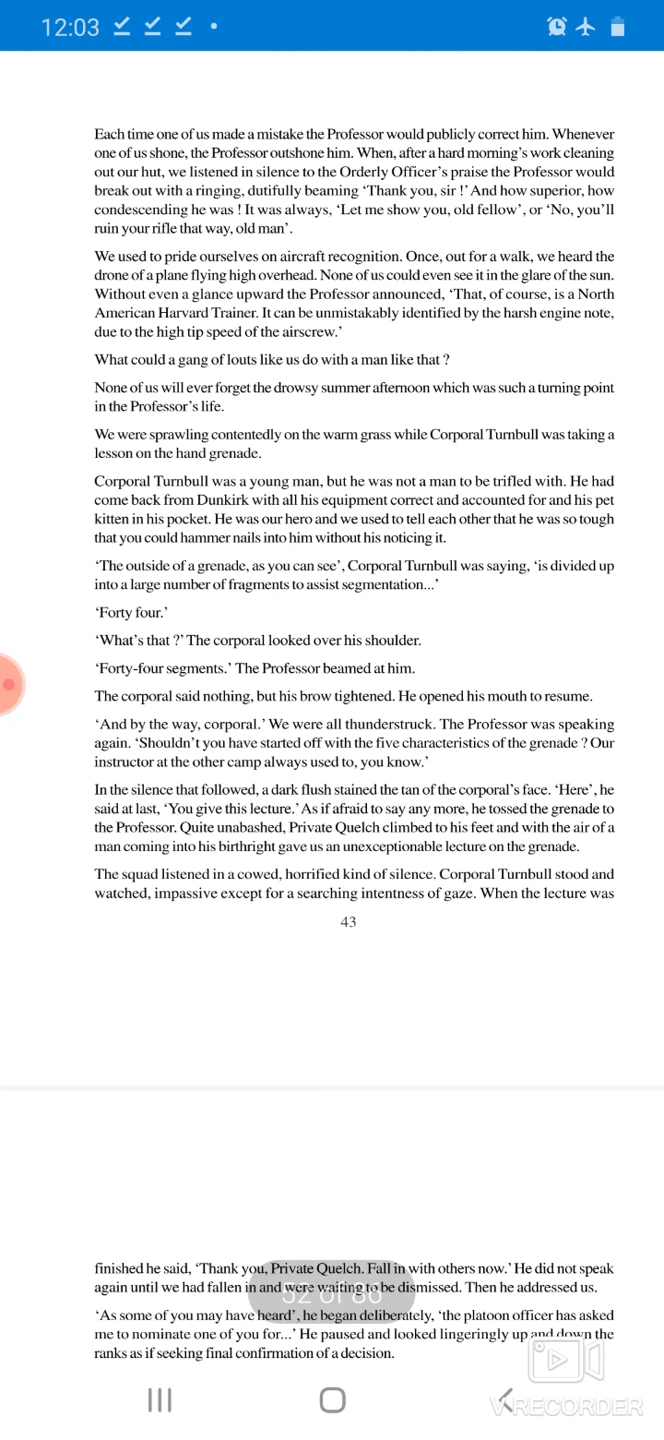 12:03
Each time one of us made a mistake the Professor would publicly correct him. Whenever
one of us shone, the Professor outshone him. When, after a hard morning's work cleaning
out our hut, we listened in silence to the Orderly Officer's praise the Professor would
break out with a ringing, dutifully beaming ‘Thank you, sir !’ And how superior, how
condescending he was ! It was always, ‘Let me show you, old fellow’, or ‘No, you’ll
ruin your rifle that way, old man’.
We used to pride ourselves on aircraft recognition. Once, out for a walk, we heard the
drone of a plane flying high overhead. None of us could even see it in the glare of the sun.
Without even a glance upward the Professor announced, ‘That, of course, is a North
American Harvard Trainer. It can be unmistakably identified by the harsh engine note,
due to the high tip speed of the airscrew.’
What could a gang of louts like us do with a man like that ?
None of us will ever forget the drowsy summer afternoon which was such a turning point
in the Professor’s life.
We were sprawling contentedly on the warm grass while Corporal Turnbull was taking a
lesson on the hand grenade.
Corporal Turnbull was a young man, but he was not a man to be trifled with. He had
come back from Dunkirk with all his equipment correct and accounted for and his pet
kitten in his pocket. He was our hero and we used to tell each other that he was so tough
that you could hammer nails into him without his noticing it.
‘The outside of a grenade, as you can see’, Corporal Turnbull was saying, ‘is divided up
into a large number of fragments to assist segmentation...’
‘Forty four.’
‘What’s that ?’ The corporal looked over his shoulder.
‘Forty-four segments.’ The Professor beamed at him.
The corporal said nothing, but his brow tightened. He opened his mouth to resume.
‘And by the way, corporal.’ We were all thunderstruck. The Professor was speaking
again. ‘Shouldn’t you have started off with the five characteristics of the grenade ? Our
instructor at the other camp always used to, you know.’
In the silence that followed, a dark flush stained the tan of the corporal’s face. ‘Here’, he
said at last, ‘You give this lecture.’ As if afraid to say any more, he tossed the grenade to
the Professor. Quite unabashed, Private Quelch climbed to his feet and with the air of a
man coming into his birthright gave us an unexceptionable lecture on the grenade.
The squad listened in a cowed, horrified kind of silence. Corporal Turnbull stood and
watched, impassive except for a searching intentness of gaze. When the lecture was
43
finished he said, ‘Thank you, Private Quelch. Fall in with others now.’ He did not speak
again until we had fallen in and were waiting to be dismissed. Then he addressed us.
52 of 86
‘As some of you may have heard’, he began deliberately, ‘the platoon officer has asked
me to nominate one of you for...’ He paused and looked lingeringly up and down the
ranks as if seeking final confirmation of a decision.
V RECORDER